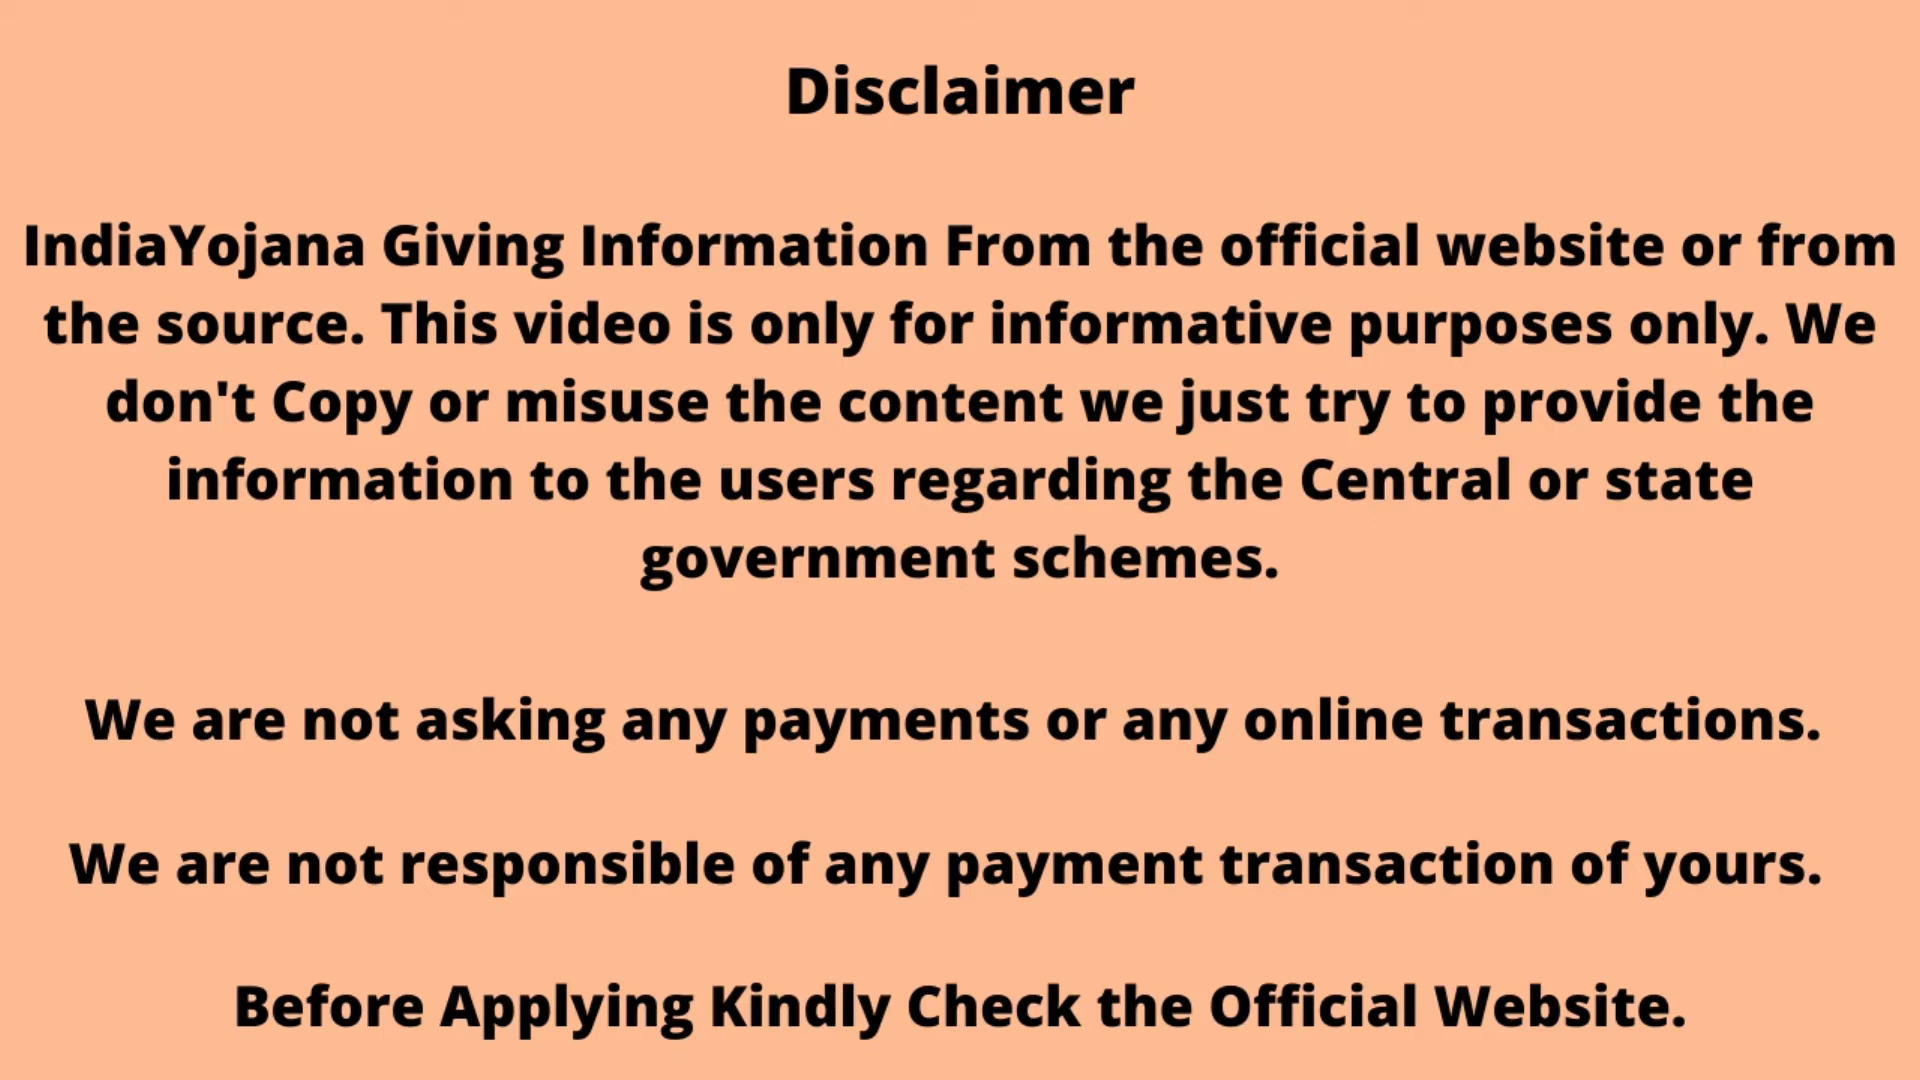 Disclaimer
IndiaYojana Giving Information From the official website or from
the source. This video is only for informative purposes only. We
don't Copy or misuse the content we just try to provide the
information to the users regarding the Central or state
government schemes.
We are not asking any payments or any online transactions.
We are not responsible of any payment transaction of yours.
Before Applying Kindly Check the Official Website.